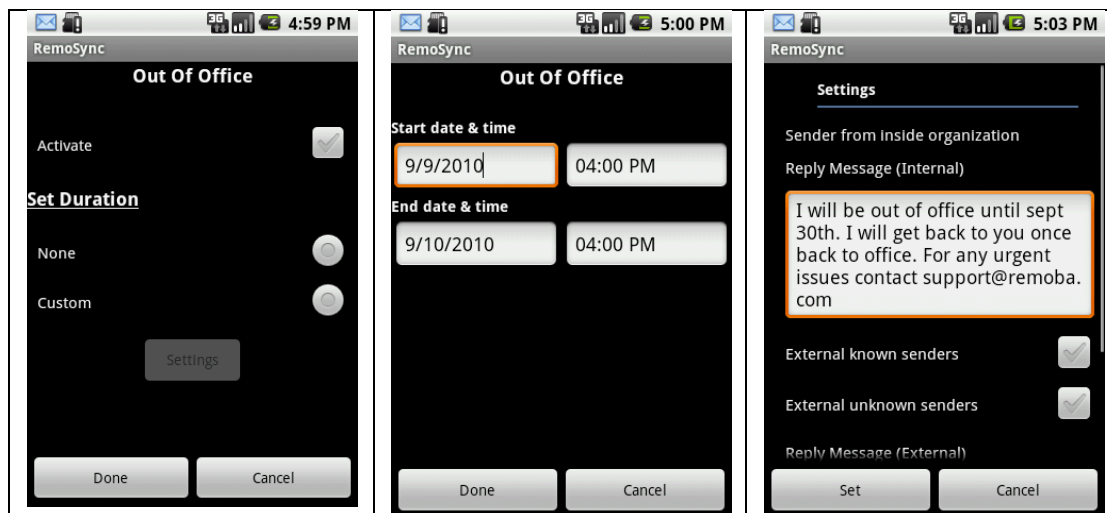 3G 4:59 PM
RemoSync
Out Of Office
Activate
Set Duration
None
Custom
Settings
Done Cancel
3G 5:00 PM
RemoSync
Out Of Office
Start date & time
9/9/2010 04:00 PM
End date & time
9/10/2010 04:00 PM
Done Cancel
3G 5:03 PM
RemoSync
Settings
Sender from inside organization
Reply Message (Internal)
I will be out of office until sept
30th. I will get back to you once
back to office. For any urgent
issues contact support@remoba.
com
External known senders
External unknown senders
Reply Message (External)
Set Cancel